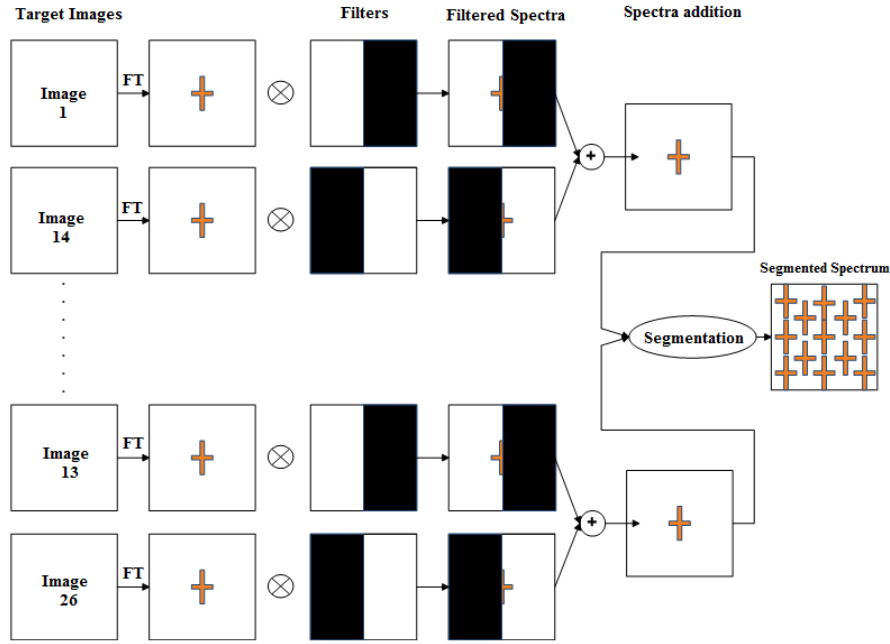 Target Images
Filters
Filtered Spectra
Spectra addition
Image
1
FT
+
Image
14
FT
Segmented Spectrum
Segmentation
Image
13
FT
+
Image
26
FT